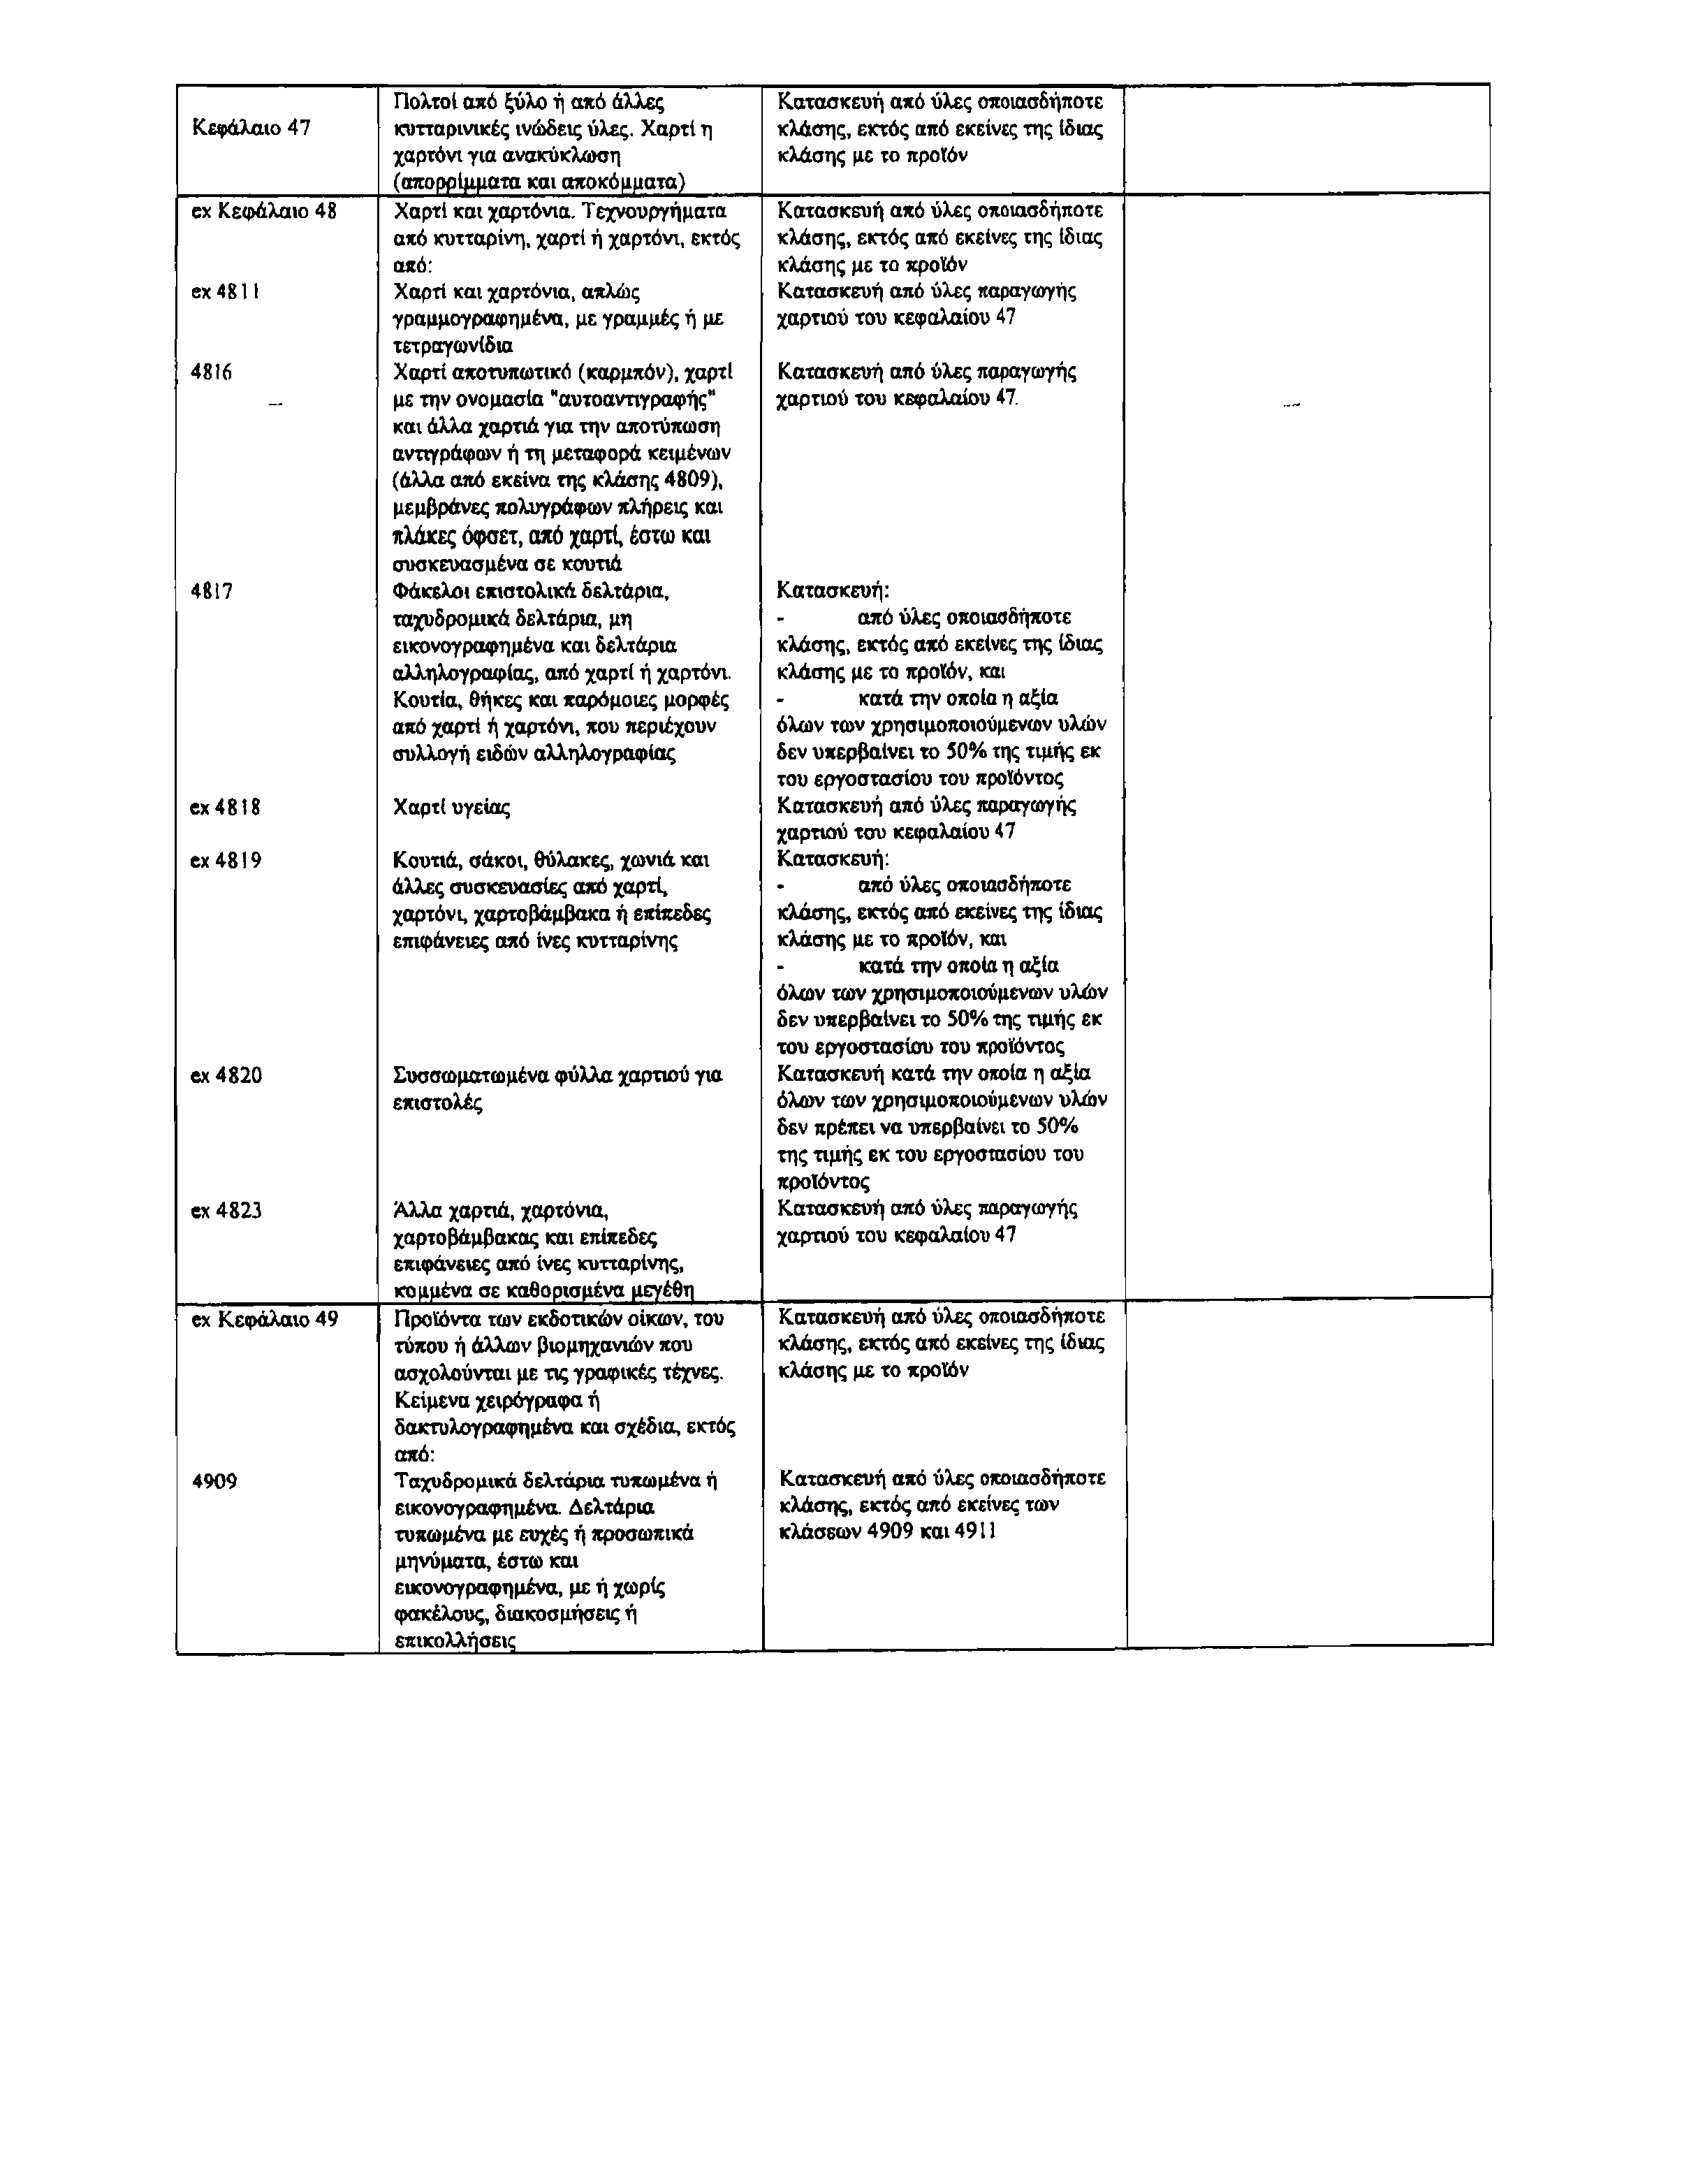 Κεφάλαιο 47
Πολτοί από ξύλο ή από άλλες
κυτταρινικές ινώδεις ύλες. Χαρτί η
χαρτόνι για ανακύκλωση
(απορρίμματα και αποκόμματα)
Κατασκευή από ύλες οποιασδήποτε
κλάσης, εκτός από εκείνες της ίδιας
κλάσης με το προϊόν
ex Κεφάλαιο 48
Χαρτί και χαρτόνια. Τεχνουργήματα
από κυτταρίνη, χαρτί ή χαρτόνι, εκτός
από:
Κατασκευή από ύλες οποιασδήποτε
κλάσης, εκτός από εκείνες της ίδιας
κλάσης με το προϊόν
ex 4811
Χαρτί και χαρτόνια, απλώς
γραμμογραφημένα, με γραμμές ή με
τετραγωνίδια
Κατασκευή από ύλες παραγωγής
χαρτιού του κεφαλαίου 47
4816
Χαρτί αποτυπωτικό (καρμπόν), χαρτί
με την ονομασία "αυτοαντιγραφής"
και άλλα χαρτιά για την αποτύπωση
αντιγράφων ή τη μεταφορά κειμένων
(άλλα από εκείνα της κλάσης 4809),
μεμβράνες πολυγράφων πλήρεις και
πλάκες όφσετ, από χαρτί, έστω και
συσκευασμένα σε κουτιά
Κατασκευή από ύλες παραγωγής
χαρτιού του κεφαλαίου 47.
4817
Φάκελοι επιστολικά δελτάρια,
ταχυδρομικά δελτάρια, μη
εικονογραφημένα και δελτάρια
αλληλογραφίας, από χαρτί ή χαρτόνι.
Κουτία, θήκες και παρόμοιες μορφές
από χαρτί ή χαρτόνι, που περιέχουν
συλλογή ειδών αλληλογραφίας
Κατασκευή:
- από ύλες οποιασδήποτε
κλάσης, εκτός από εκείνες της ίδιας
κλάσης με το προϊόν, και
- κατά την οποία η αξία
όλων των χρησιμοποιούμενων υλών
δεν υπερβαίνει το 50% της τιμής εκ
του εργοστασίου του προϊόντος
ex 4818
Χαρτί υγείας
Κατασκευή από ύλες παραγωγής
χαρτιού του κεφαλαίου 47
ex 4819
Κουτιά, σάκοι, θύλακες, χωνιά και
άλλες συσκευασίες από χαρτί,
χαρτόνι, χαρτοβάμβακα ή επίπεδες
επιφάνειες από ίνες κυτταρίνης
Κατασκευή:
- από ύλες οποιασδήποτε
κλάσης, εκτός από εκείνες της ίδιας
κλάσης με το προϊόν, και
- κατά την οποία η αξία
όλων των χρησιμοποιούμενων υλών
δεν υπερβαίνει το 50% της τιμής εκ
του εργοστασίου του προϊόντος
ex 4820
Συσσωματωμένα φύλλα χαρτιού για
επιστολές
Κατασκευή κατά την οποία η αξία
όλων των χρησιμοποιούμενων υλών
δεν πρέπει να υπερβαίνει το 50%
της τιμής εκ του εργοστασίου του
προϊόντος
ex 4823
Άλλα χαρτιά, χαρτόνια,
χαρτοβάμβακας και επίπεδες
επιφάνειες από ίνες κυτταρίνης,
κομμένα σε καθορισμένα μεγέθη
Κατασκευή από ύλες παραγωγής
χαρτιού του κεφαλαίου 47
ex Κεφάλαιο 49
Προϊόντα των εκδοτικών οίκων, του
τύπου ή άλλων βιομηχανιών που
ασχολούνται με τις γραφικές τέχνες.
Κείμενα χειρόγραφα ή
δακτυλογραφημένα και σχέδια, εκτός
από:
Κατασκευή από ύλες οποιασδήποτε
κλάσης, εκτός από εκείνες της ίδιας
κλάσης με το προϊόν
4909
Ταχυδρομικά δελτάρια τυπωμένα ή
εικονογραφημένα. Δελτάρια
τυπωμένα με ευχές ή προσωπικά
μηνύματα, έστω και
εικονογραφημένα, με ή χωρίς
φακέλους, διακοσμήσεις ή
επικολλήσεις
Κατασκευή από ύλες οποιασδήποτε
κλάσης, εκτός από εκείνες των
κλάσεων 4909 και 4911